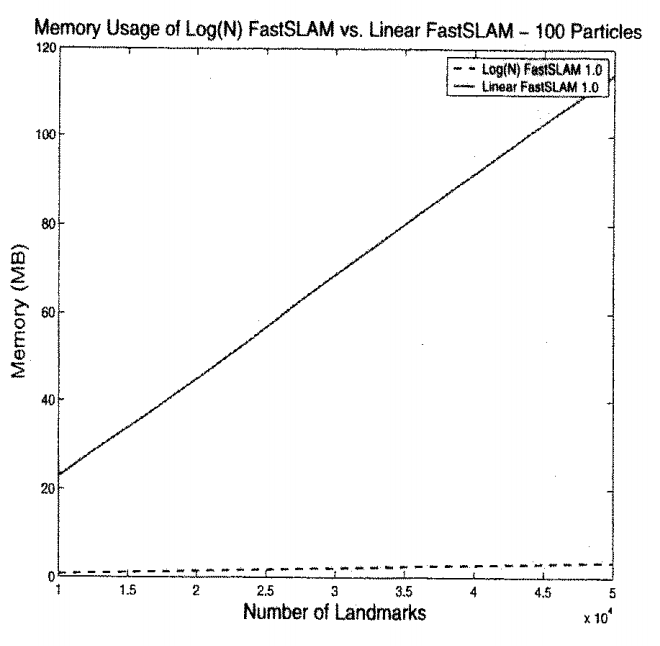 Memory Usage of Log(N) FastSLAM vs. Linear FastSLAM – 100 Particles
120
Log(N) FastSLAM 1.0
Linear FastSLAM 1.0
100
80
60
40
20
0
Memory (MB)
1 1.5 2 2.5 3 3.5 4 4.5 5
Number of Landmarks
x 10⁴